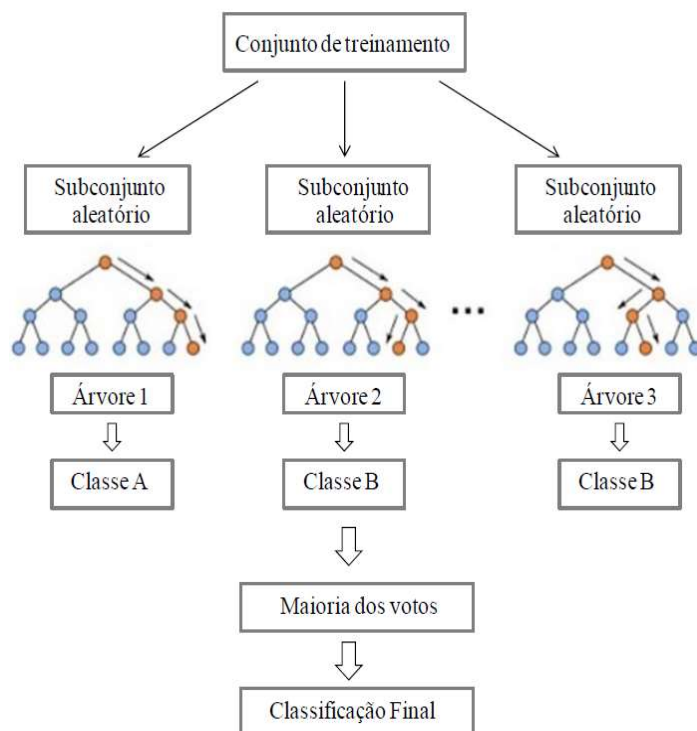 Conjunto de treinamento
Subconjunto
aleatório
Subconjunto
aleatório
Subconjunto
aleatório
...
Árvore 1
Árvore 2
Árvore 3
Classe A
Classe B
Classe B
Maioria dos votos
Classificação Final